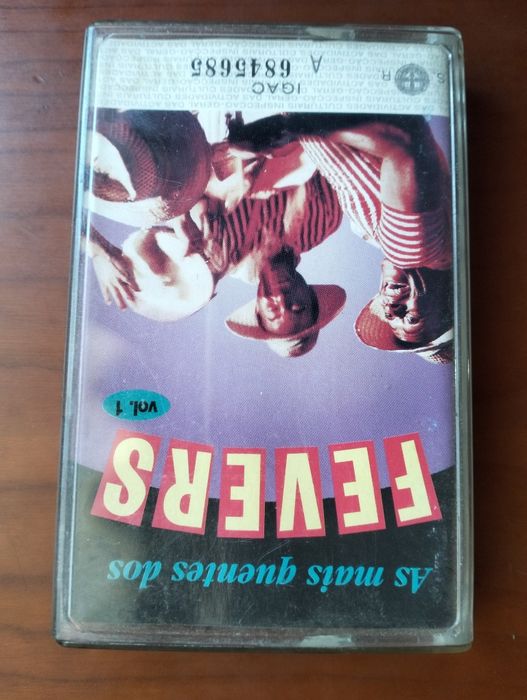 As mais quentes dos
FEVERS
vol. 1
IGAC
A
6845685
S
R